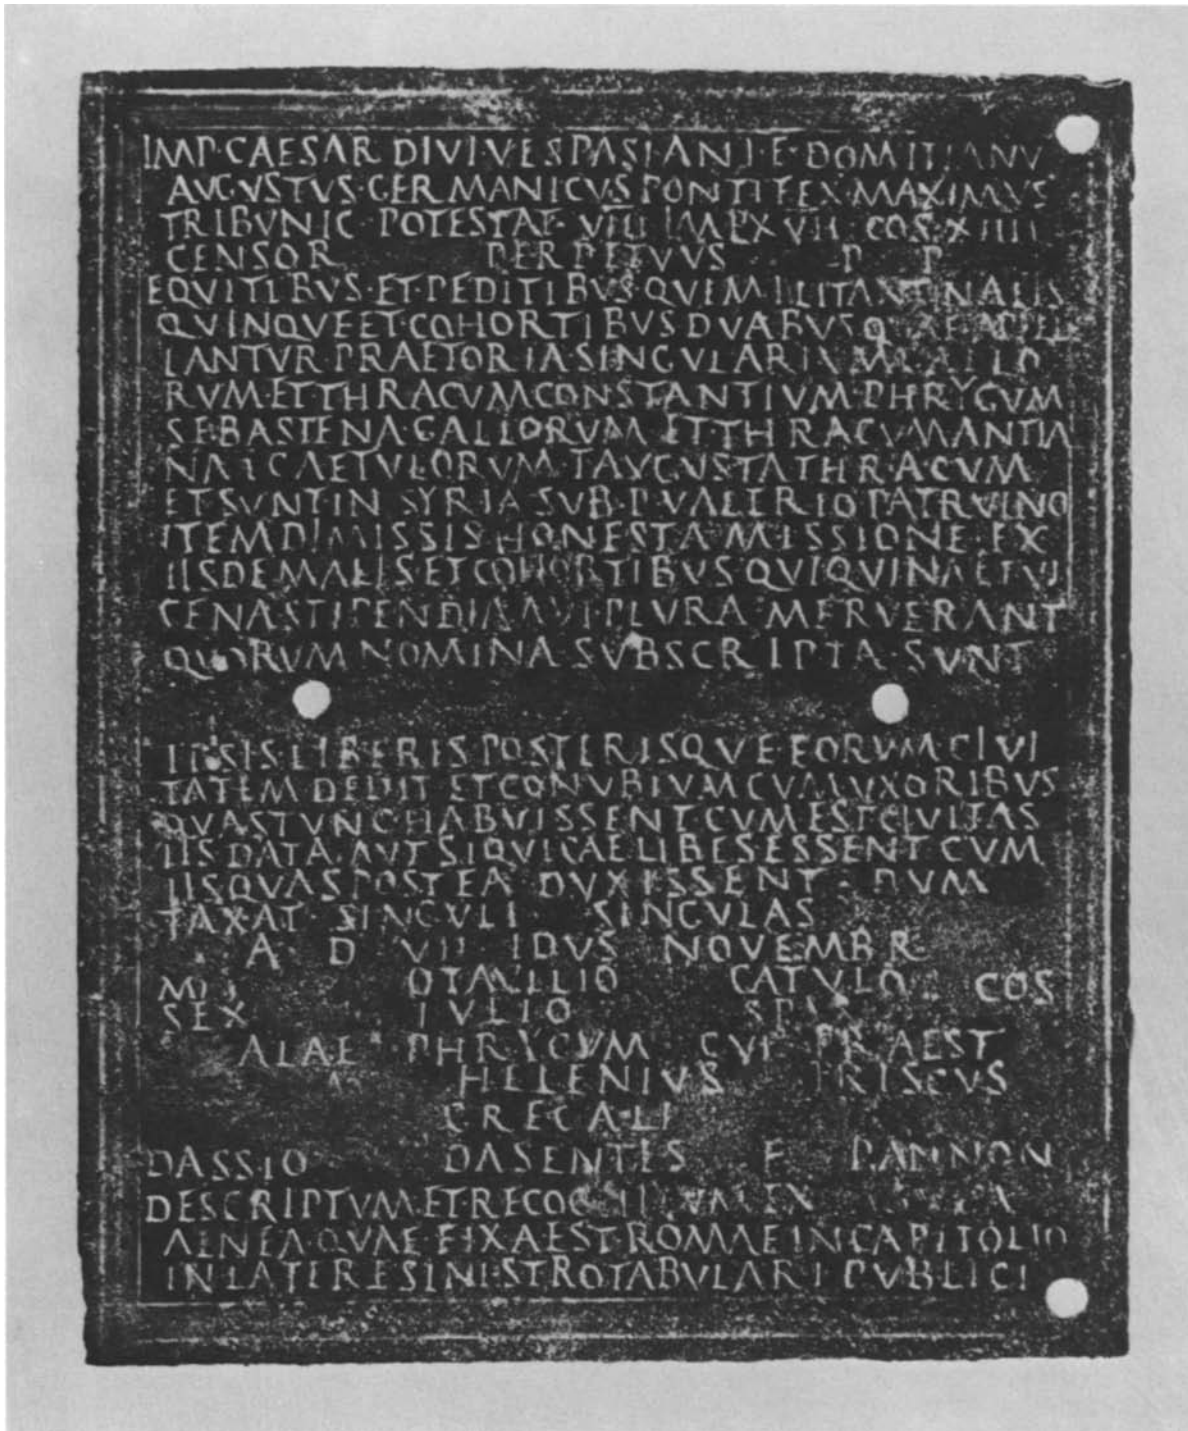 IMP·CAESAR DIVI·VESPASIANI·F·DOMITIANV
AVGVSTVS·GERMANICVS PONTIFEX·MAXIMVS
TRIBVNIC·POTESTAT·VIII IMP XVII COS·XIIII
CENSOR PERPETVVS P P
EQVITIBVS·ET·PEDITIBVS·QVI MILITANT IN ALIS
QVINQVE ET·COHORTIBVS DVABVS QVAE APPEL
LANTVR·PRAETORIA·SINGVLARIVM GALLO
RVM·ET THRACVM CONSTANTIVM·PHRYGVM
SEBASTENA·GALLORVM ET·THRACVM ANTIA
NA I GAETVLORVM I AVGVSTA THRACVM
ET SVNT IN SYRIA SVB·P VALERIO PATRVINO
ITEM DIMISSIS HONESTA MISSIONE EX
IISDEM ALIS ET COHORTIBVS QVI QVINA ET VI
CENA STIPENDIA AVT PLVRA MERVERANT
QVORVM NOMINA SVBSCRIPTA SVNT
IPSIS LIBERIS POSTERISQVE EORVM CIVI
TATEM DEDIT ET CONVBIVM CVM VXORIBVS
QVAS TVNC HABVISSENT CVM EST CIVITAS
IIS DATA AVT SIQVI CAELIBES ESSENT CVM
IIS QVAS POSTEA DVXISSENT DVM
TAXAT SINGVLI SINGVLAS
A D VII IDVS NOVEMBR
OTACILIO CATVLO COS
SEX IVLIO
ALAE PHRYGVM CVI PRAEST
HELENIVS PRISCVS
GREGALI
DASSIO DASENTIS F PANNON
DESCRIPTVM ET RECOGNITVM EX
AENEA QVAE FIXA EST ROMAE IN CAPITOLIO
IN LATERE SINISTRO TABVLARI PVBLICI